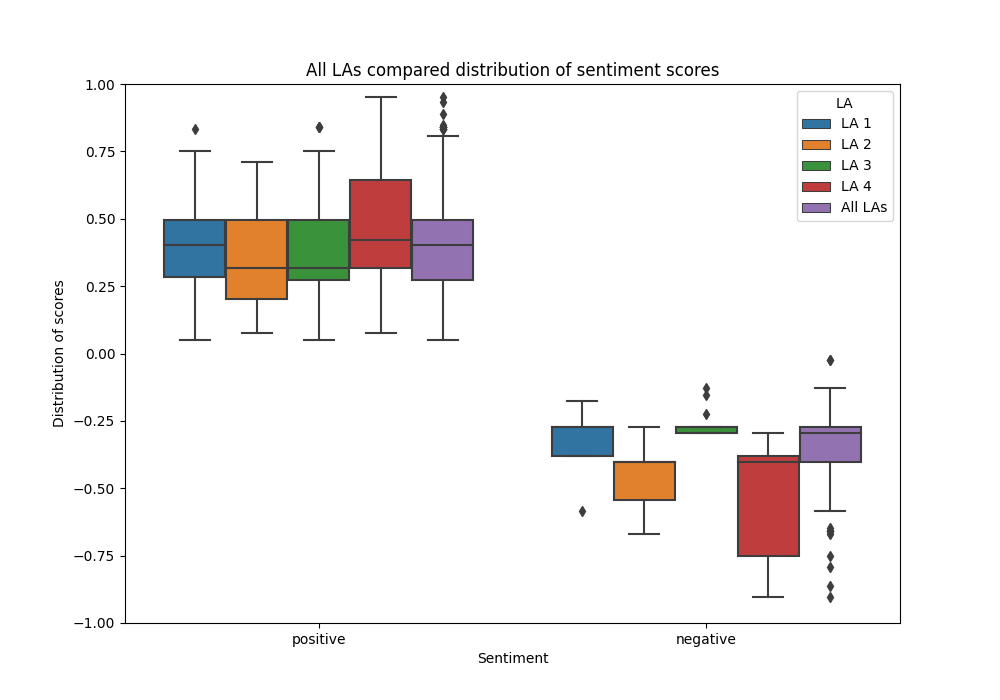 All LAs compared distribution of sentiment scores
LA
LA 1
LA 2
LA 3
LA 4
All LAs
Distribution of scores
1.00
0.75
0.50
0.25
0.00
−0.25
−0.50
−0.75
−1.00
positive
negative
Sentiment